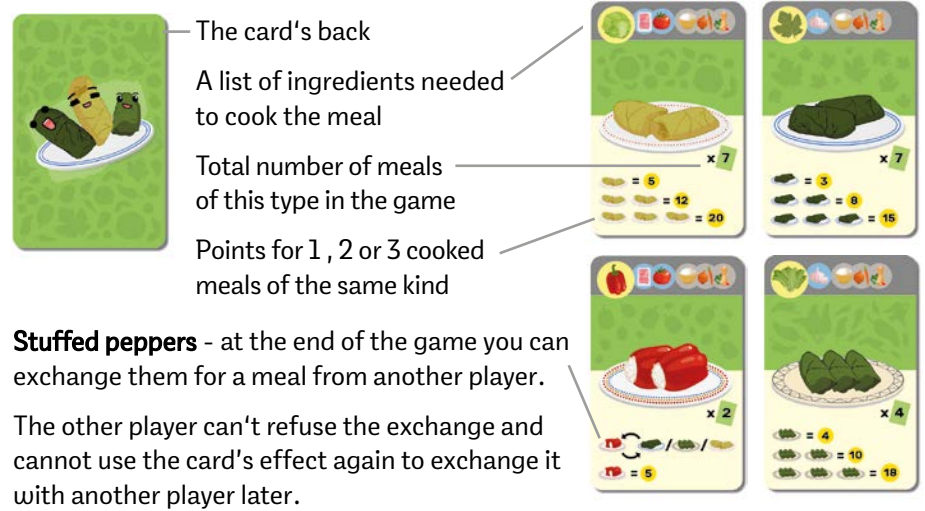 The card's back
A list of ingredients needed
to cook the meal
Total number of meals
of this type in the game
Points for 1 , 2 or 3 cooked
meals of the same kind
Stuffed peppers - at the end of the game you can
exchange them for a meal from another player.
The other player can't refuse the exchange and
cannot use the card's effect again to exchange it
with another player later.
x 7
= 5
= 12
= 20
x 7
= 3
= 8
= 15
x 2
/ /
= 5
x 4
= 4
= 10
= 18